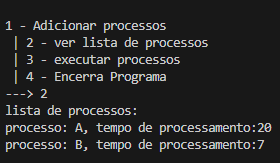 1 - Adicionar processos
| 2 - ver lista de processos
| 3 - executar processos
| 4 - Encerra Programa
---> 2
lista de processos:
processo: A, tempo de processamento:20
processo: B, tempo de processamento:7